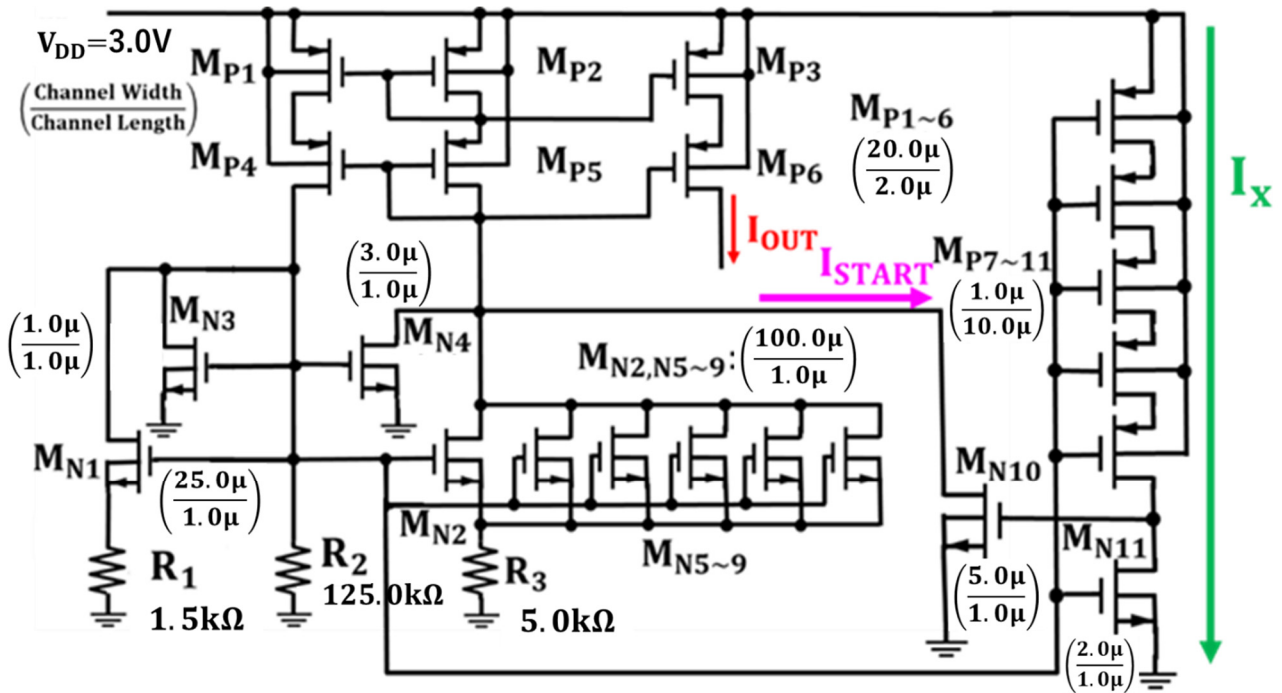 V_DD=3.0V
(Channel Width / Channel Length)
M_P1
M_P2
M_P3
M_P4
M_P5
M_P6
M_P1~6
(20.0μ / 2.0μ)
I_X
I_OUT
I_START
M_P7~11
(1.0μ / 10.0μ)
(3.0μ / 1.0μ)
(1.0μ / 1.0μ)
M_N3
M_N4
M_N2,N5~9:(100.0μ / 1.0μ)
M_N1
(25.0μ / 1.0μ)
M_N2
M_N5~9
M_N10
(5.0μ / 1.0μ)
M_N11
(2.0μ / 1.0μ)
R_1
1.5kΩ
R_2
125.0kΩ
R_3
5.0kΩ